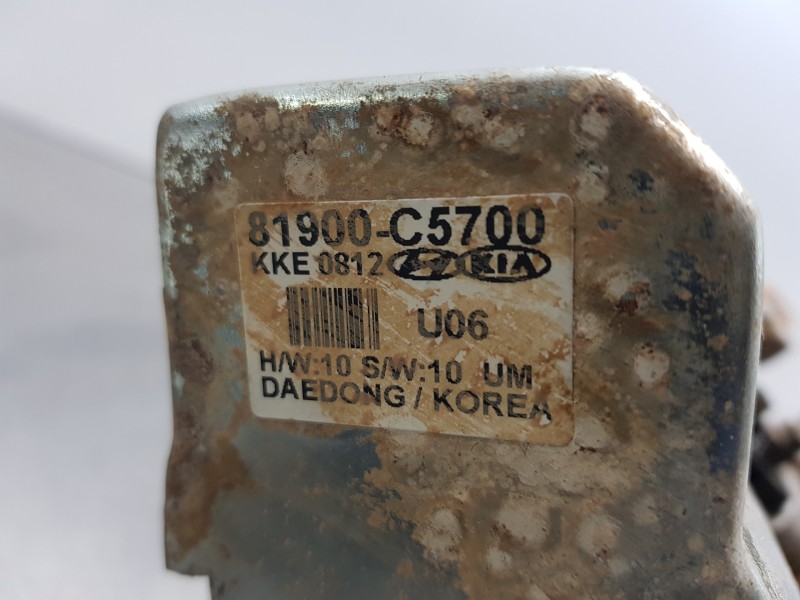 81900-C5700
KKE 0812 KIA
U06
H/W:10 S/W:10 UM
DAEDONG / KOREA